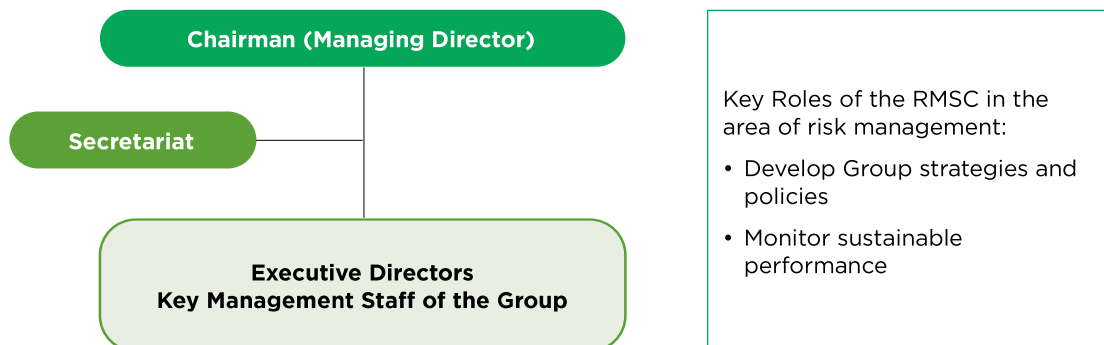 Chairman (Managing Director)
Secretariat
Executive Directors
Key Management Staff of the Group
Key Roles of the RMSC in the
area of risk management:
• Develop Group strategies and
policies
• Monitor sustainable
performance